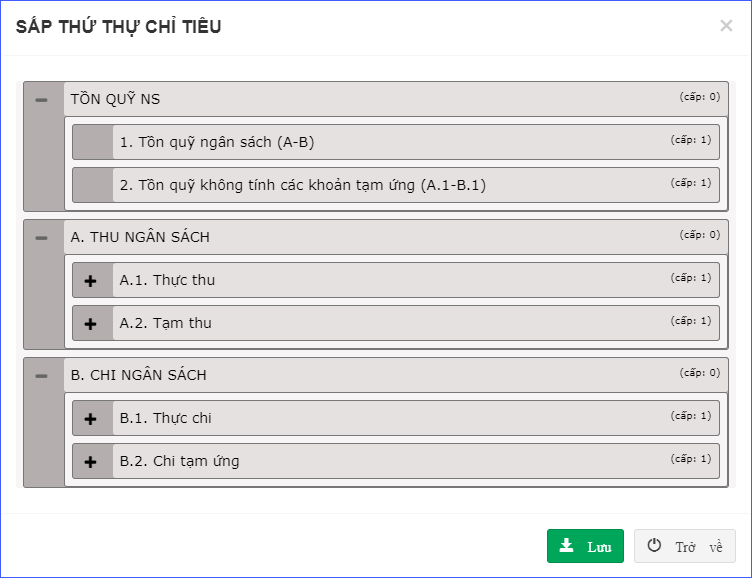 SẮP THỨ THỰ CHỈ TIÊU
TỒN QUỸ NS (cấp: 0)
1. Tồn quỹ ngân sách (A-B) (cấp: 1)
2. Tồn quỹ không tính các khoản tạm ứng (A.1-B.1) (cấp: 1)
A. THU NGÂN SÁCH (cấp: 0)
A.1. Thực thu (cấp: 1)
A.2. Tạm thu (cấp: 1)
B. CHI NGÂN SÁCH (cấp: 0)
B.1. Thực chi (cấp: 1)
B.2. Chi tạm ứng (cấp: 1)
Lưu Trở về